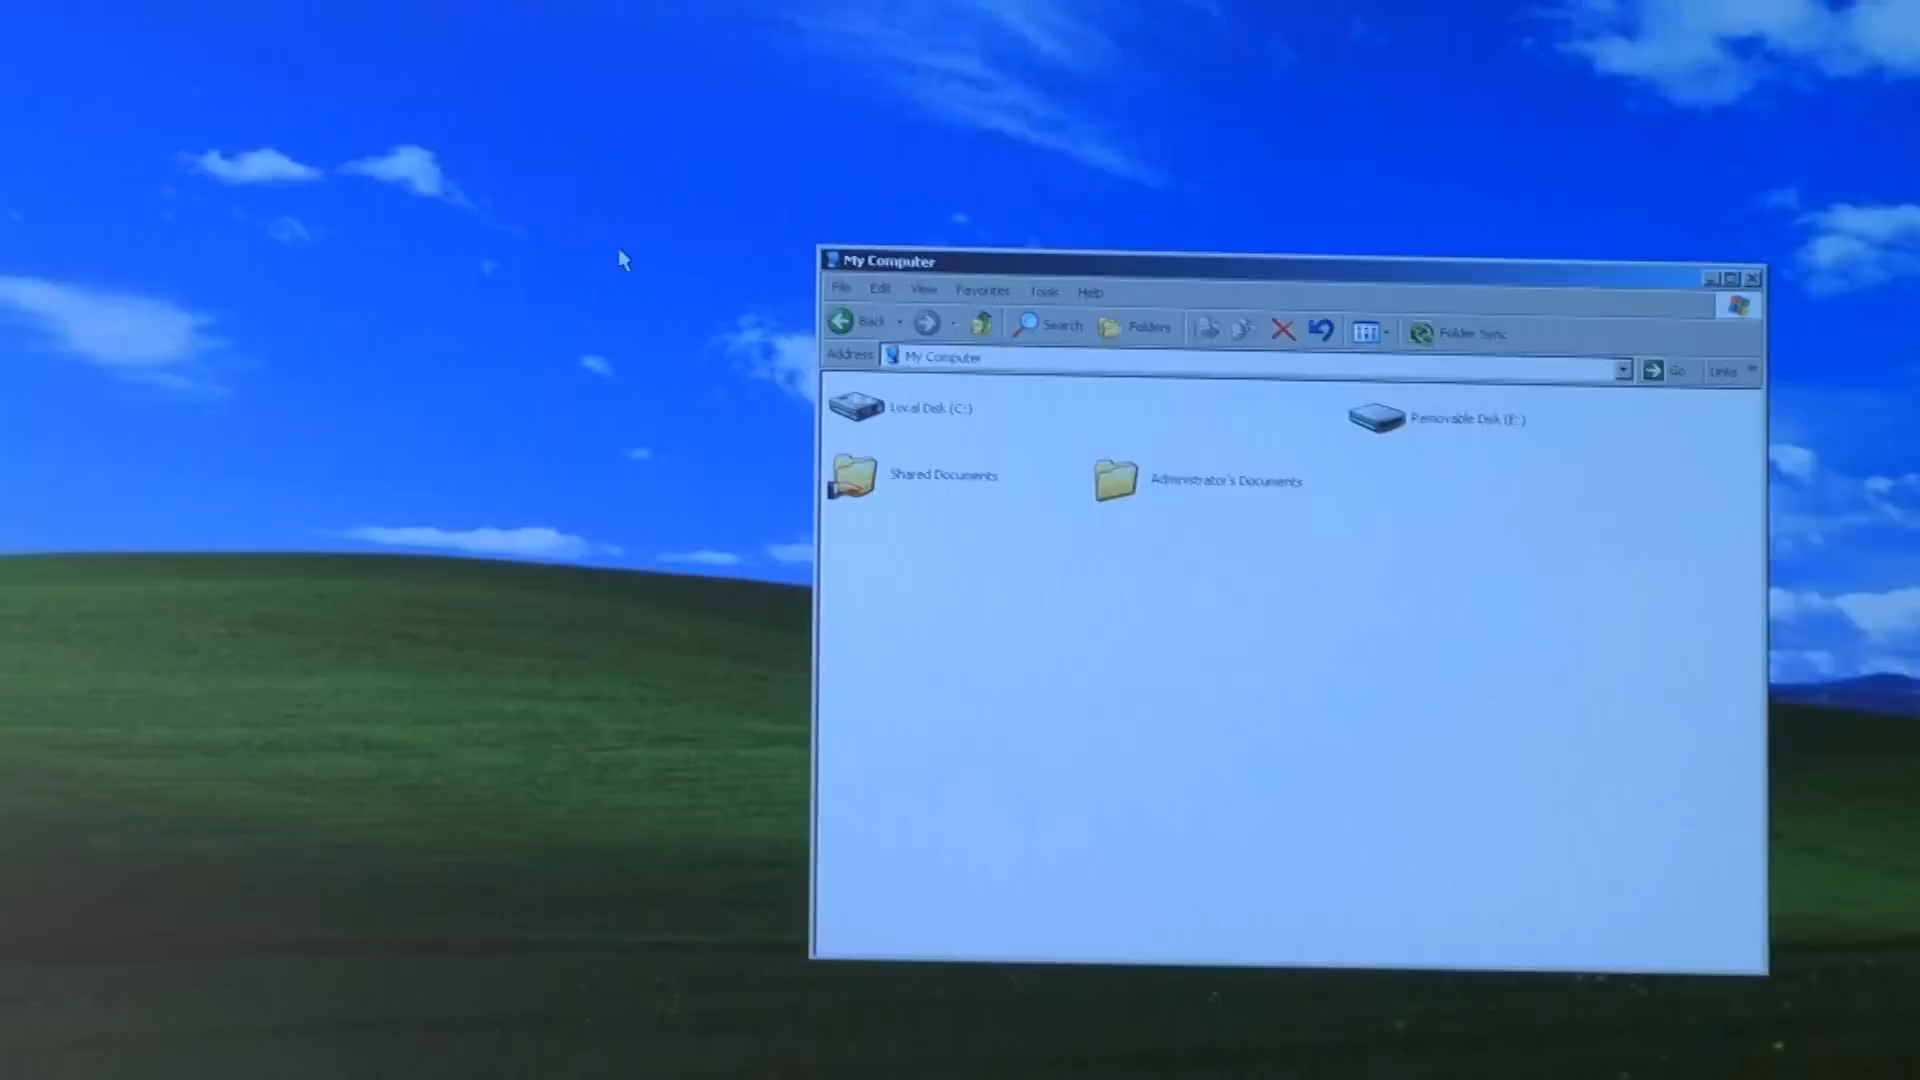 My Computer
File Edit View Favorites Tools Help
Back Search Folders Folder Sync
Address My Computer Go Links
Local Disk (C:) Removable Disk (E:)
Shared Documents Administrator's Documents